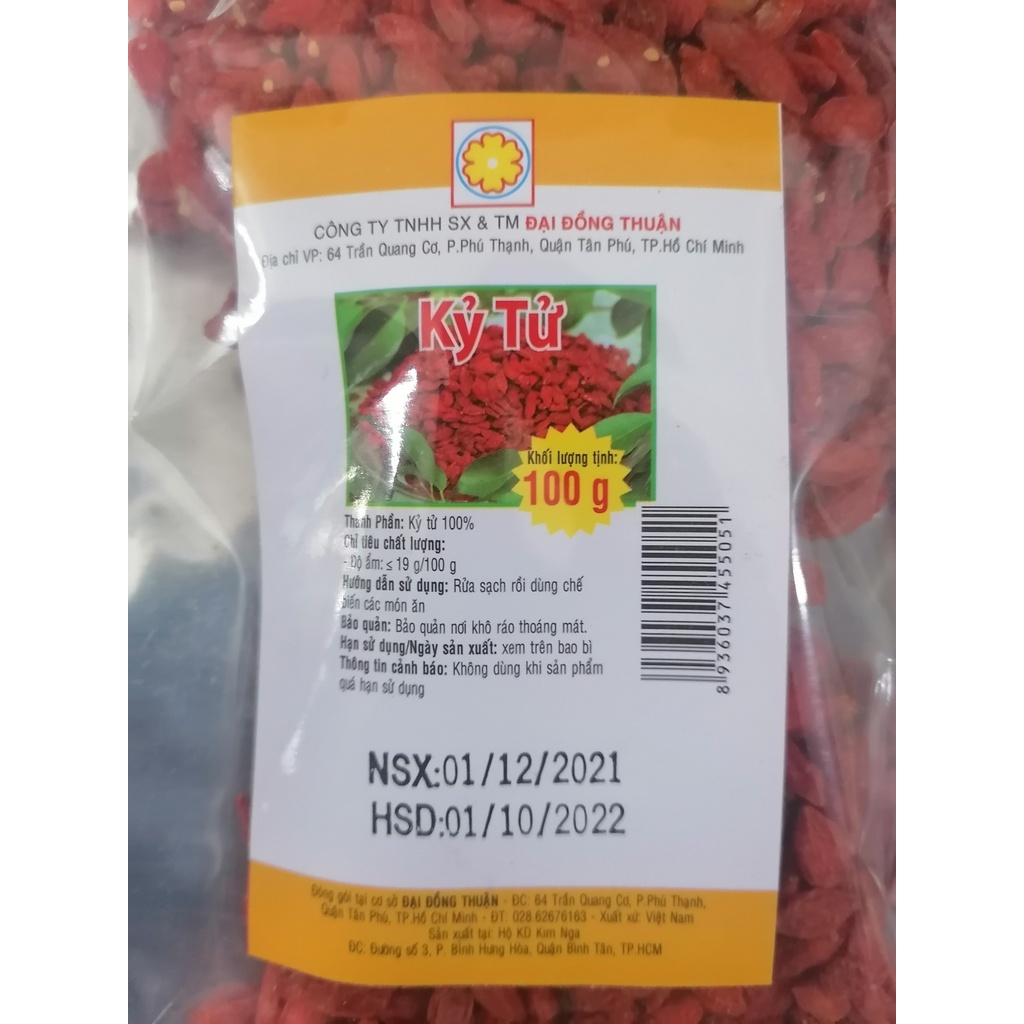 CÔNG TY TNHH SX & TM ĐẠI ĐỒNG THUẬN
Địa chỉ VP: 64 Trần Quang Cơ, P.Phú Thạnh, Quận Tân Phú, TP.Hồ Chí Minh
Kỷ Tử
Khối lượng tịnh:
100 g
Thành Phần: Kỷ tử 100%
Chỉ tiêu chất lượng:
- Độ ẩm: ≤ 19 g/100 g
Hướng dẫn sử dụng: Rửa sạch rồi dùng chế
biến các món ăn
Bảo quản: Bảo quản nơi khô ráo thoáng mát.
Hạn sử dụng/Ngày sản xuất: xem trên bao bì
Thông tin cảnh báo: Không dùng khi sản phẩm
quá hạn sử dụng
8936037455051
NSX:01/12/2021
HSD:01/10/2022
Đóng gói tại cơ sở ĐẠI ĐỒNG THUẬN - ĐC: 64 Trần Quang Cơ, P.Phú Thạnh,
Quận Tân Phú, TP.Hồ Chí Minh - ĐT: 028.62676163 - Xuất xứ: Việt Nam
Sản xuất tại: Hộ KD Kim Nga
ĐC: Đường số 3, P. Bình Hưng Hòa, Quận Bình Tân, TP.HCM